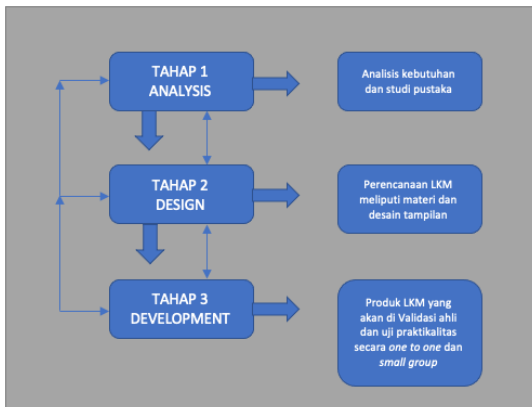 TAHAP 1
ANALYSIS
Analisis kebutuhan
dan studi pustaka
TAHAP 2
DESIGN
Perencanaan LKM
meliputi materi dan
desain tampilan
TAHAP 3
DEVELOPMENT
Produk LKM yang
akan di Validasi ahli
dan uji praktikalitas
secara one to one dan
small group